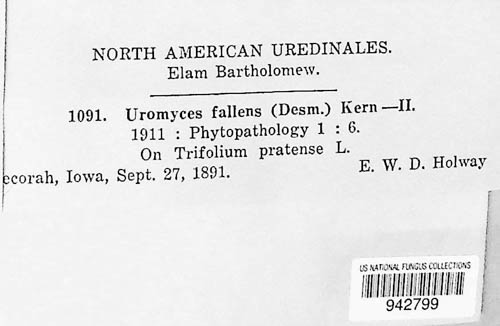 NORTH AMERICAN UREDINALES.
Elam Bartholomew.
1091. Uromyces fallens (Desm.) Kern—II.
1911 : Phytopathology 1 : 6.
On Trifolium pratense L.
ecorah, Iowa, Sept. 27, 1891. E. W. D. Holway
US NATIONAL FUNGUS COLLECTIONS
942799